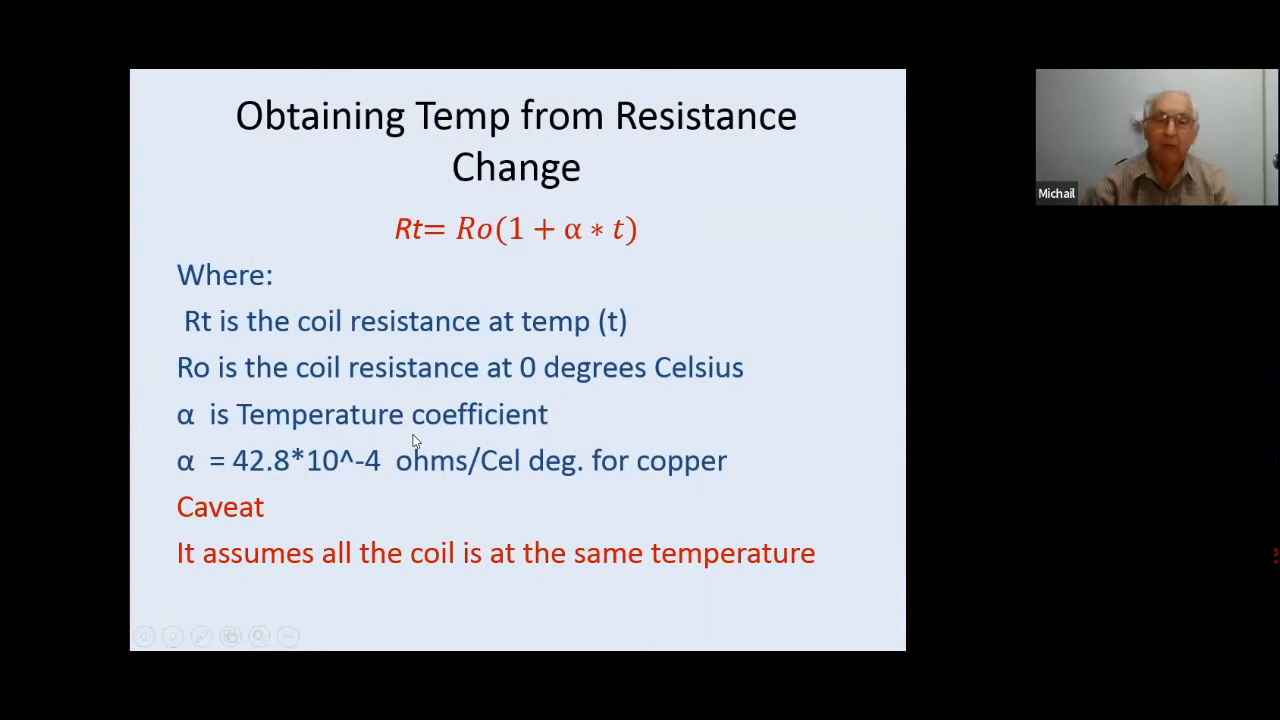 Obtaining Temp from Resistance
Change
Rt= Ro(1 + α ∗ t)
Where:
Rt is the coil resistance at temp (t)
Ro is the coil resistance at 0 degrees Celsius
α is Temperature coefficient
α = 42.8*10^-4 ohms/Cel deg. for copper
Caveat
It assumes all the coil is at the same temperature
Michail